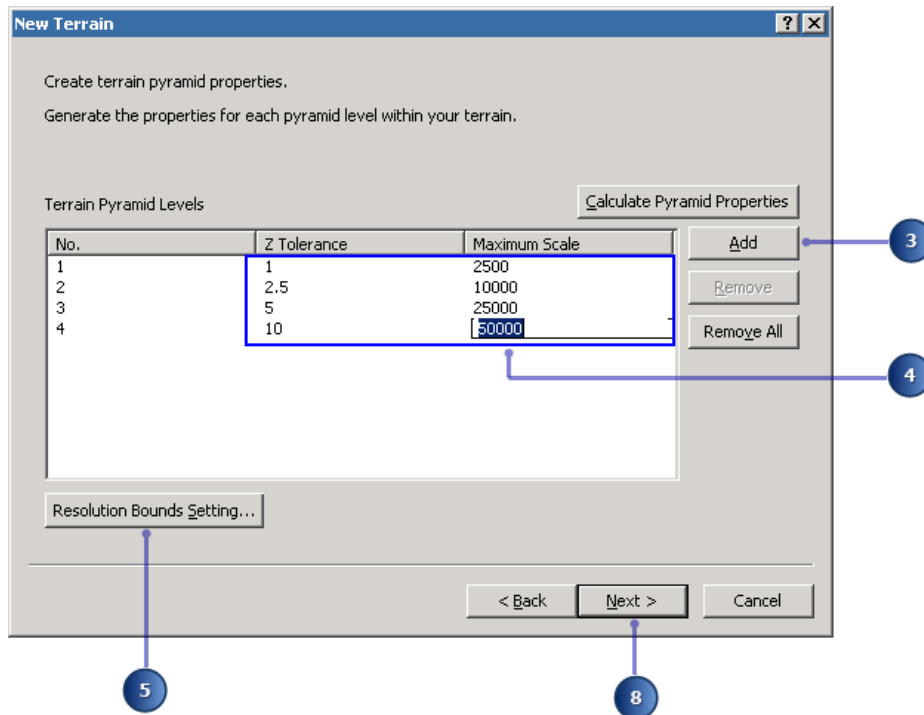 New Terrain
Create terrain pyramid properties.
Generate the properties for each pyramid level within your terrain.
Terrain Pyramid Levels
Calculate Pyramid Properties
No. Z Tolerance Maximum Scale
1 1 2500
2 2.5 10000
3 5 25000
4 10 50000
Add
3
Remove
Remove All
4
Resolution Bounds Setting...
< Back Next > Cancel
5 8